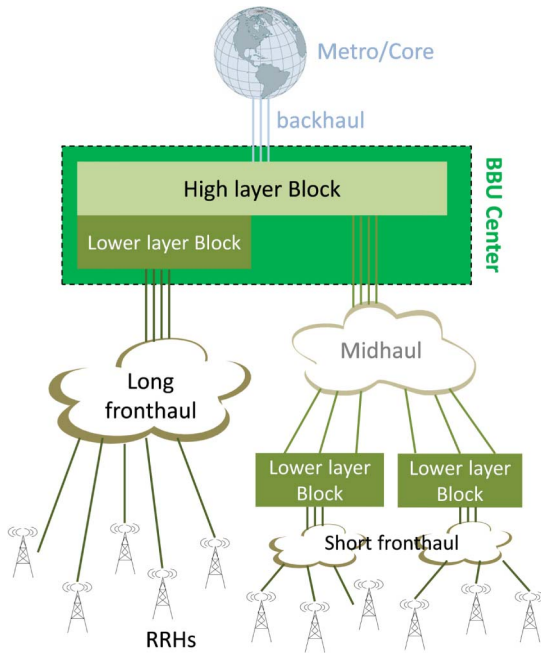 Metro/Core
backhaul
BBU Center
High layer Block
Lower layer Block
Long
fronthaul
Midhaul
Lower layer
Block
Lower layer
Block
Short fronthaul
RRHs